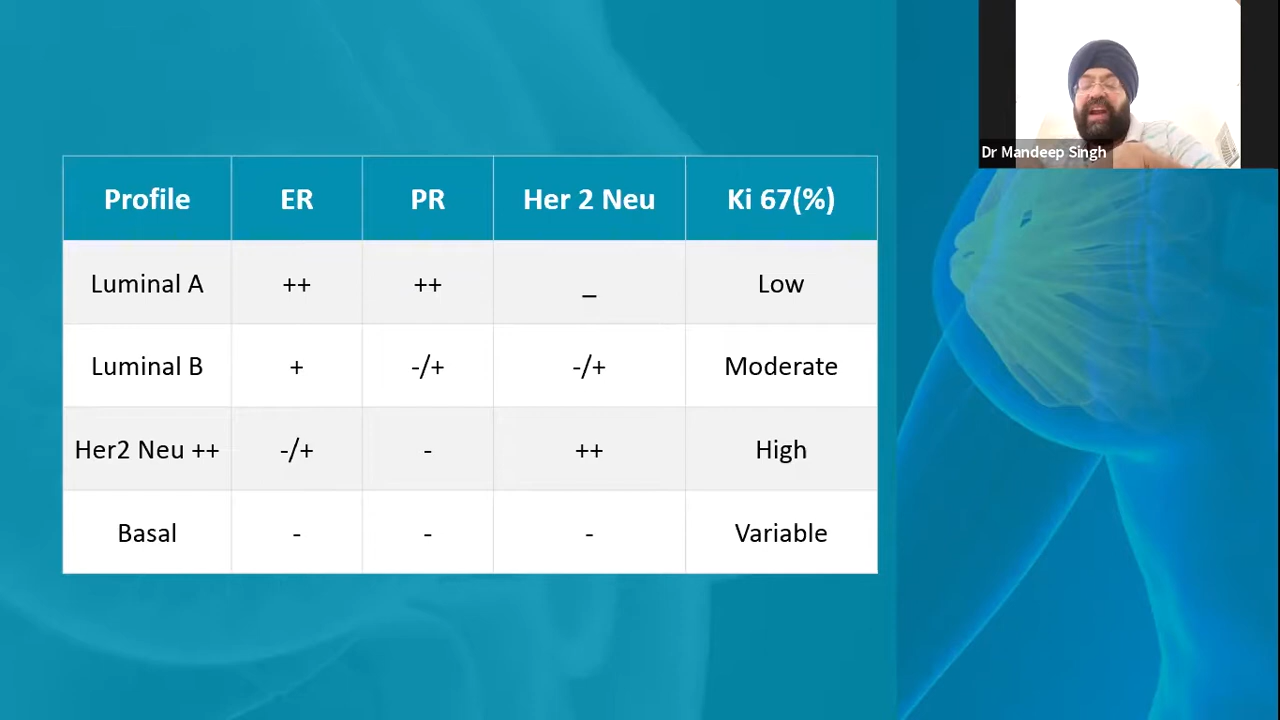 Dr Mandeep Singh
Profile ER PR Her 2 Neu Ki 67(%)
Luminal A ++ ++ _ Low
Luminal B + -/+ -/+ Moderate
Her2 Neu ++ -/+ - ++ High
Basal - - - Variable